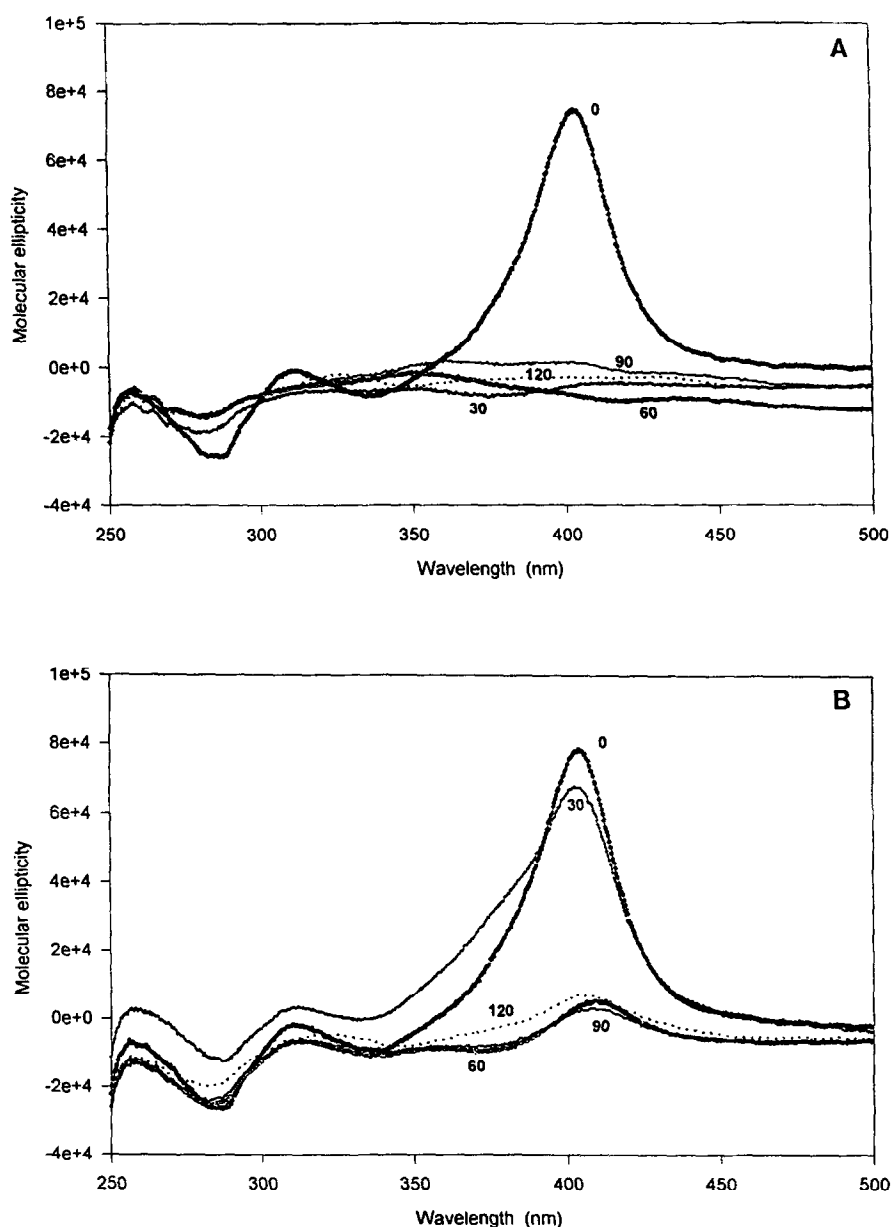 A
1e+5
8e+4
6e+4
4e+4
2e+4
0e+0
-2e+4
-4e+4
Molecular ellipticity
0
90
120
30
60
250
300
350
400
450
500
Wavelength (nm)
B
1e+5
8e+4
6e+4
4e+4
2e+4
0e+0
-2e+4
-4e+4
Molecular ellipticity
0
30
120
90
60
250
300
350
400
450
500
Wavelength (nm)